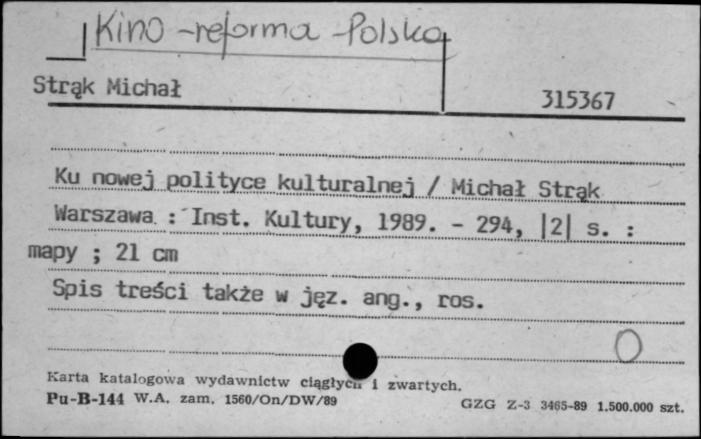 Kino - reforma - Polska
Strąk Michał
315367
Ku nowej polityce kulturalnej / Michał Strąk
Warszawa : Inst. Kultury, 1989. - 294, |2| s. :
mapy ; 21 cm
Spis treści także w jęz. ang., ros.
O
Karta katalogowa wydawnictw ciągłych i zwartych.
Pu-B-144 W.A. zam. 1560/On/DW/89
GZG Z-3 3465-89 1.500.000 szt.